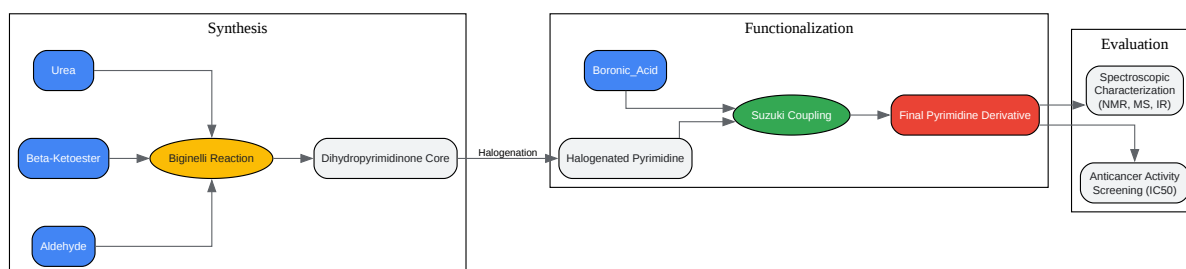 Synthesis
Urea
Beta-Ketoester
Biginelli Reaction
Dihydropyrimidinone Core
Aldehyde
Halogenation
Functionalization
Boronic_Acid
Suzuki Coupling
Final Pyrimidine Derivative
Halogenated Pyrimidine
Evaluation
Spectroscopic
Characterization
(NMR, MS, IR)
Anticancer Activity
Screening (IC50)